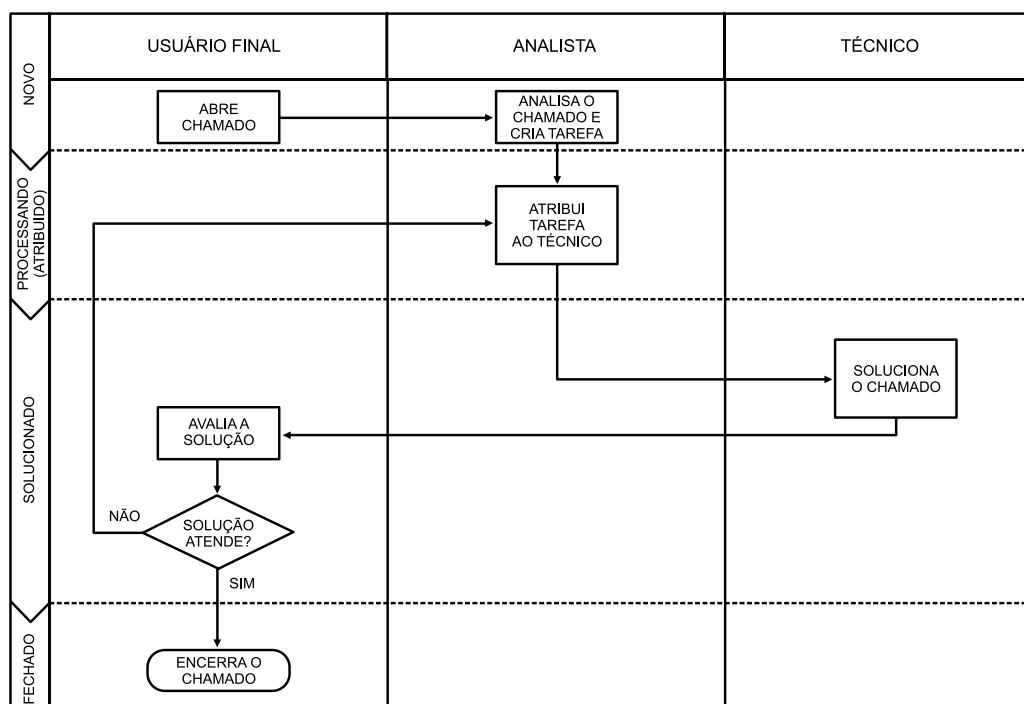 USUÁRIO FINAL
ANALISTA
TÉCNICO
NOVO
ABRE
CHAMADO
ANALISA O
CHAMADO E
CRIA TAREFA
PROCESSANDO
(ATRIBUIDO)
ATRIBUI
TAREFA
AO TÉCNICO
SOLUCIONADO
SOLUCIONA
O CHAMADO
AVALIA A
SOLUÇÃO
NÃO
SOLUÇÃO
ATENDE?
SIM
FECHADO
ENCERRA O
CHAMADO